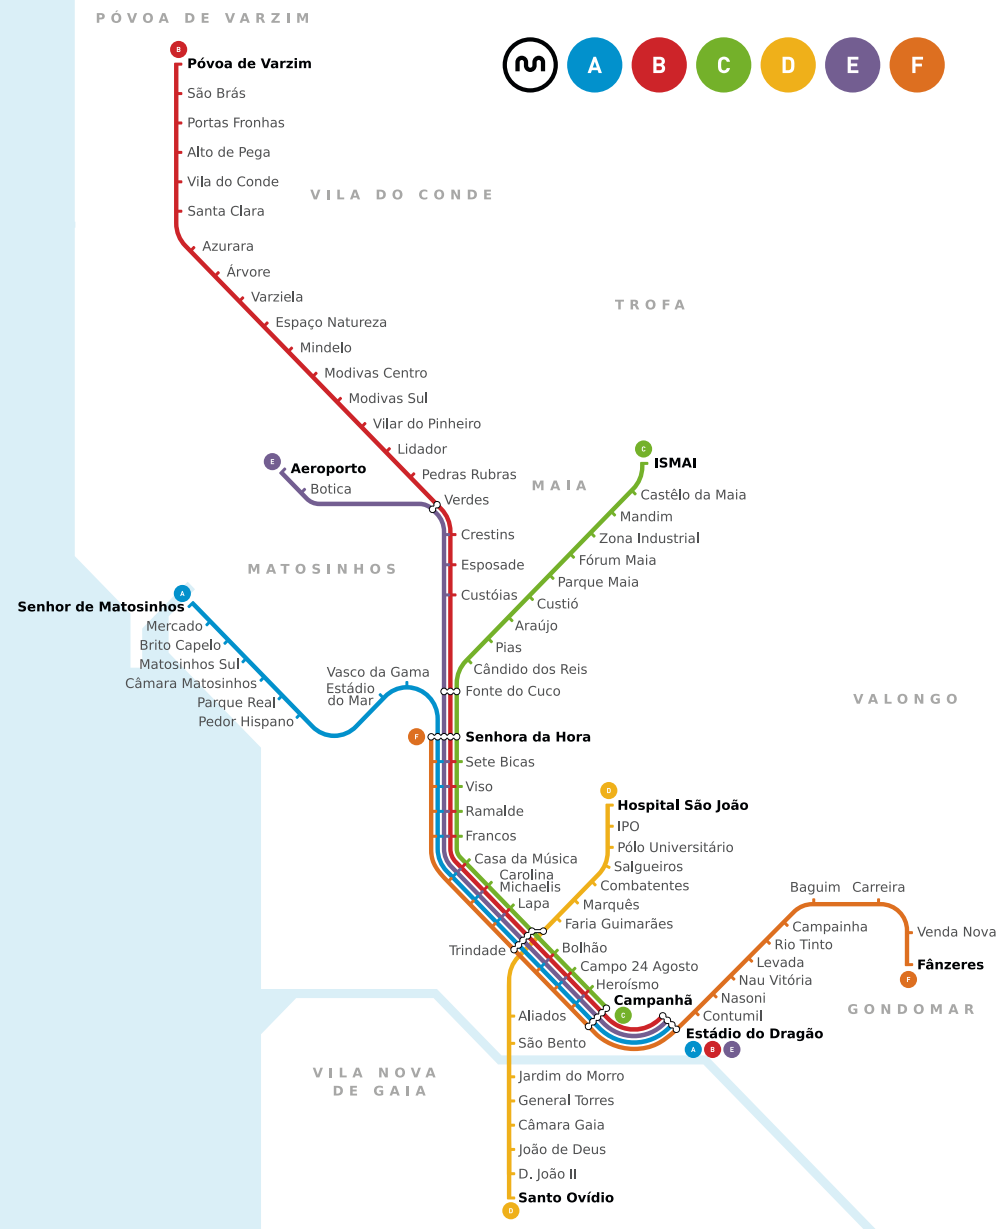 PÓVOA DE VARZIM
A B C D E F
B
Póvoa de Varzim
São Brás
Portas Fronhas
Alto de Pega
Vila do Conde
Santa Clara
VILA DO CONDE
Azurara
Árvore
Varziela
Espaço Natureza
Mindelo
Modivas Centro
Modivas Sul
Vilar do Pinheiro
Lidador
Pedras Rubras
Verdes
TROFA
E
Aeroporto
Botica
MAIA
C
ISMAI
Castêlo da Maia
Mandim
Zona Industrial
Fórum Maia
Parque Maia
Custió
Araújo
Pias
Cândido dos Reis
Fonte do Cuco
Crestins
Esposade
Custóias
MATOSINHOS
A
Senhor de Matosinhos
Mercado
Brito Capelo
Matosinhos Sul
Câmara Matosinhos
Parque Real
Pedor Hispano
Vasco da Gama
Estádio
do Mar
VALONGO
F
Senhora da Hora
Sete Bicas
Viso
Ramalde
Francos
Casa da Música
Carolina
Michaelis
Lapa
Trindade
D
Hospital São João
IPO
Pólo Universitário
Salgueiros
Combatentes
Marquês
Faria Guimarães
Bolhão
Campo 24 Agosto
Heroísmo
Campanhã
C
Baguim
Carreira
Campainha
Rio Tinto
Levada
Nau Vitória
Nasoni
Contumil
Venda Nova
Fânzeres
F
GONDOMAR
Estádio do Dragão
A B E
Aliados
São Bento
VILA NOVA
DE GAIA
Jardim do Morro
General Torres
Câmara Gaia
João de Deus
D. João II
Santo Ovídio
D